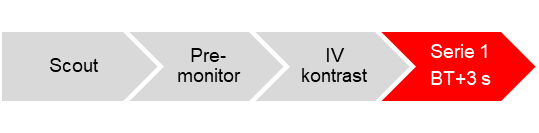 Scout
Pre-
monitor
IV
kontrast
Serie 1
BT+3 s